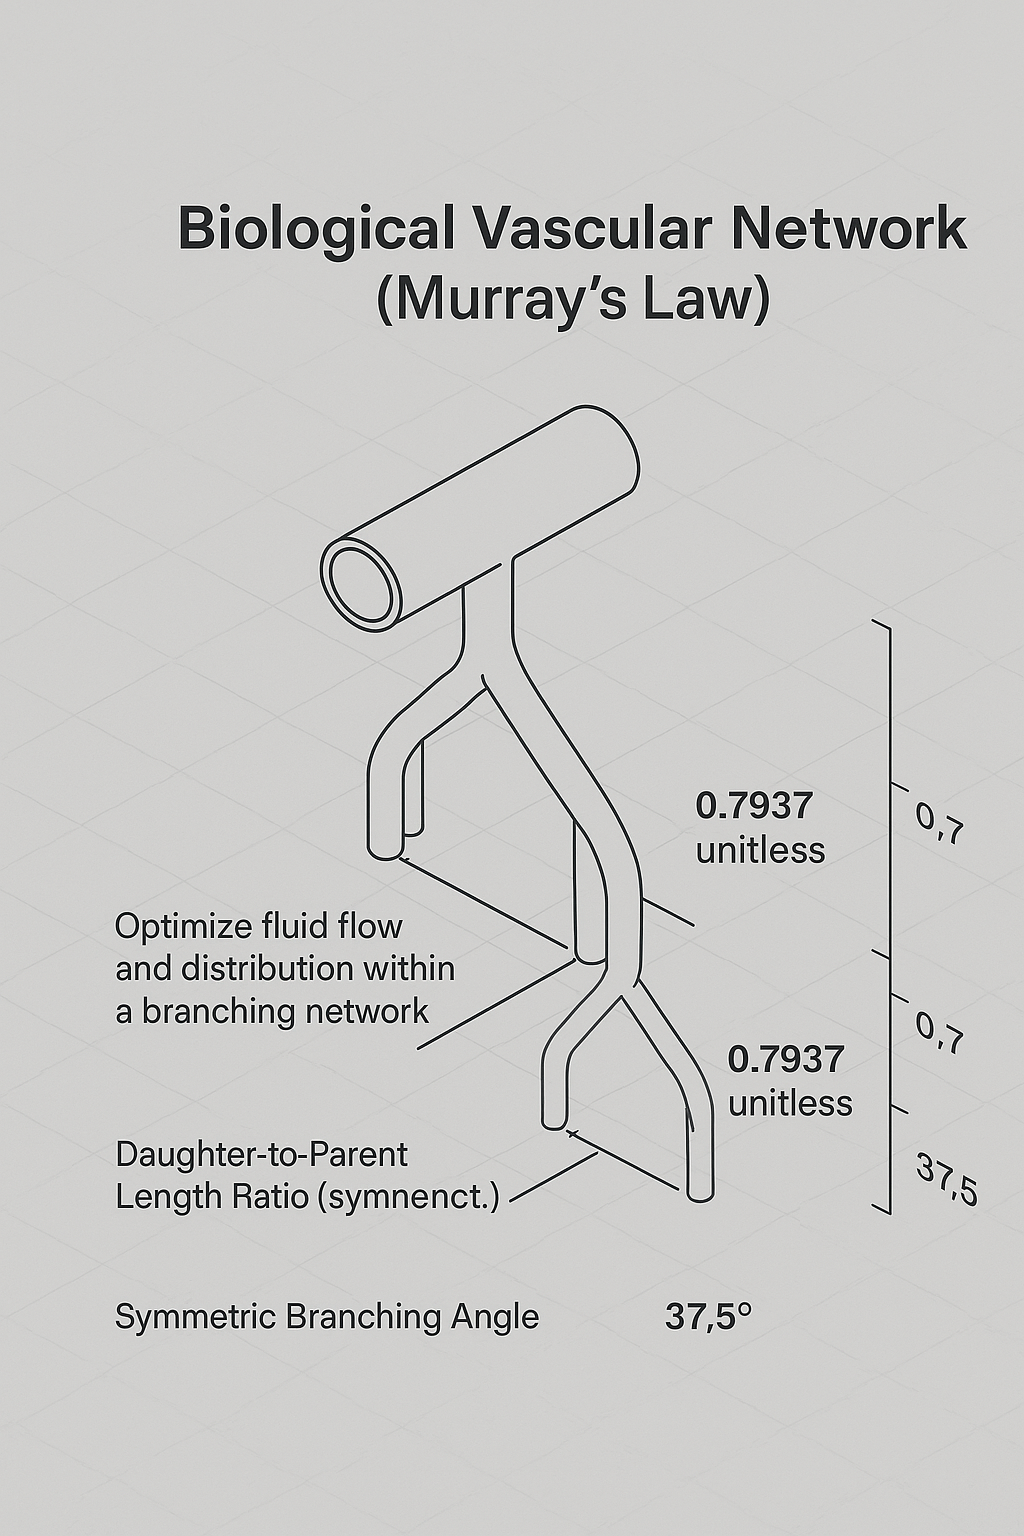 Biological Vascular Network
(Murray’s Law)
0.7937
unitless
0,7
Optimize fluid flow
and distribution within
a branching network
0,7
0.7937
unitless
Daughter-to-Parent
Length Ratio (symnenct.)
37,5
Symmetric Branching Angle
37,5°